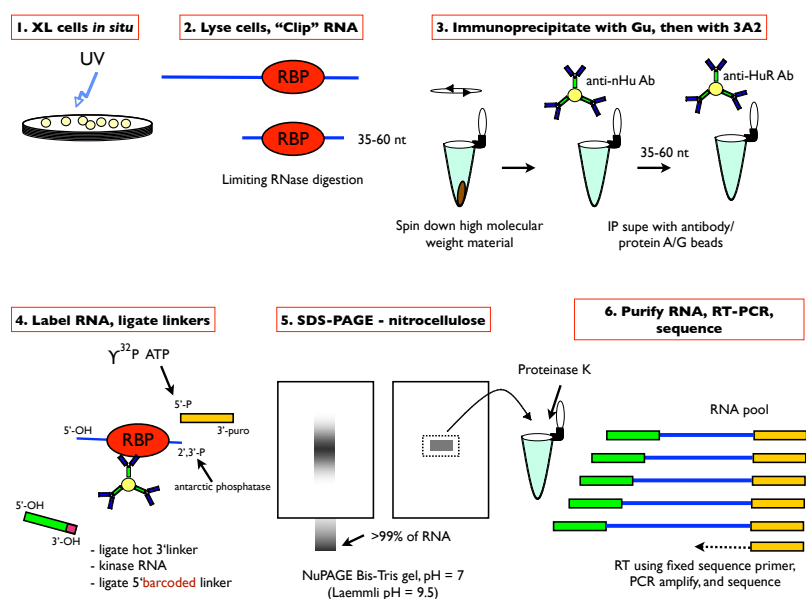 1. XL cells in situ
UV
2. Lyse cells, “Clip” RNA
RBP
RBP
35-60 nt
Limiting RNase digestion
3. Immunoprecipitate with Gu, then with 3A2
anti-nHu Ab
anti-HuR Ab
35-60 nt
Spin down high molecular
weight material
IP supe with antibody/
protein A/G beads
4. Label RNA, ligate linkers
ϒ32P ATP
5'-P
3'-puro
5'-OH
RBP
2',3'-P
antarctic phosphatase
5'-OH
3'-OH
- ligate hot 3'linker
- kinase RNA
- ligate 5'barcoded linker
5. SDS-PAGE - nitrocellulose
>99% of RNA
NuPAGE Bis-Tris gel, pH = 7
(Laemmli pH = 9.5)
Proteinase K
6. Purify RNA, RT-PCR,
sequence
RNA pool
RT using fixed sequence primer,
PCR amplify, and sequence